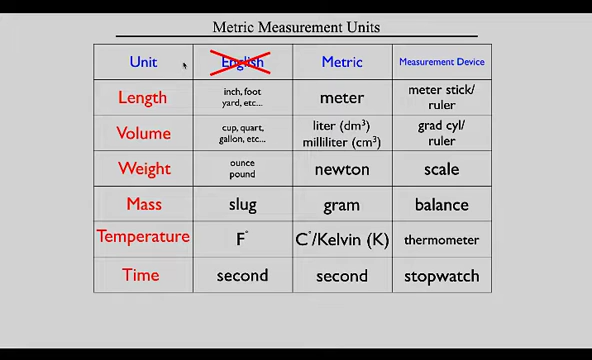 Metric Measurement Units
Unit English Metric Measurement Device
Length inch, foot yard, etc... meter meter stick/ ruler
Volume cup, quart, gallon, etc... liter (dm³) milliliter (cm³) grad cyl/ ruler
Weight ounce pound newton scale
Mass slug gram balance
Temperature F° C°/Kelvin (K) thermometer
Time second second stopwatch